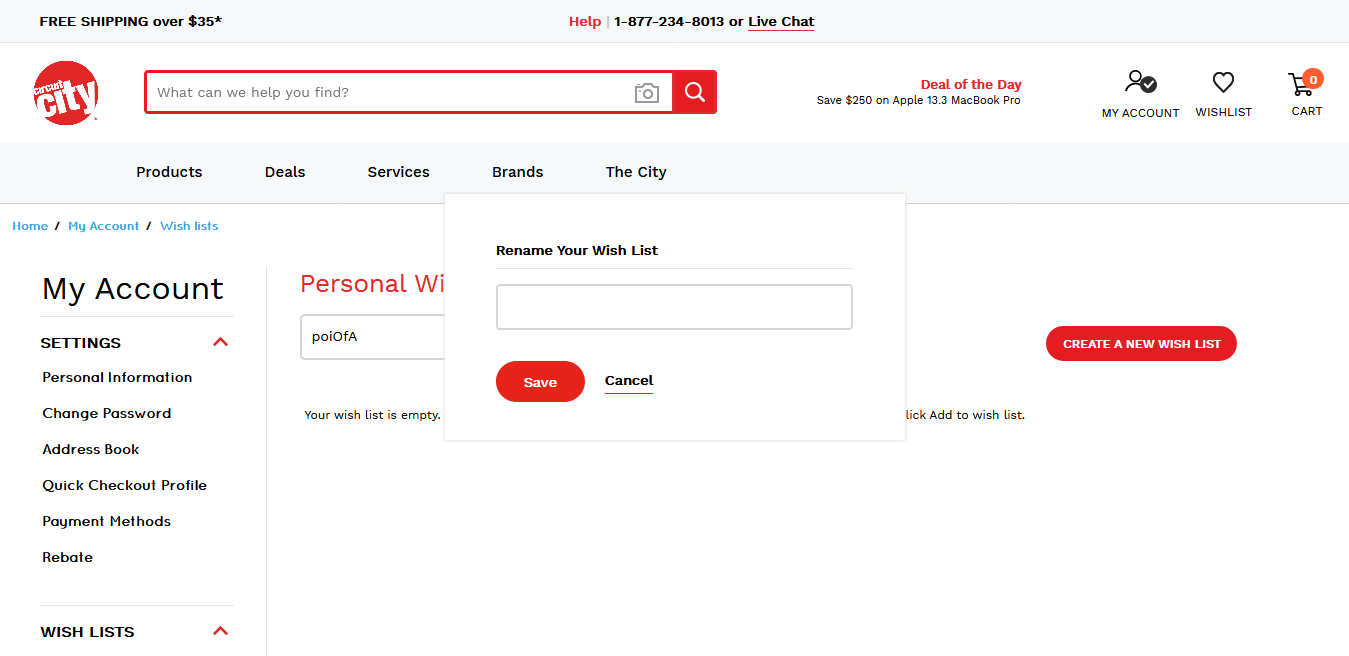 FREE SHIPPING over $35*
Help | 1-877-234-8013 or Live Chat
circuit
city
What can we help you find?
Deal of the Day
Save $250 on Apple 13.3 MacBook Pro
MY ACCOUNT
WISHLIST
0
CART
Products
Deals
Services
Brands
The City
Home / My Account / Wish lists
My Account
SETTINGS
Personal Information
Change Password
Address Book
Quick Checkout Profile
Payment Methods
Rebate
WISH LISTS
Personal Wi
poiOfA
Rename Your Wish List
Save
Cancel
CREATE A NEW WISH LIST
Your wish list is empty.
lick Add to wish list.